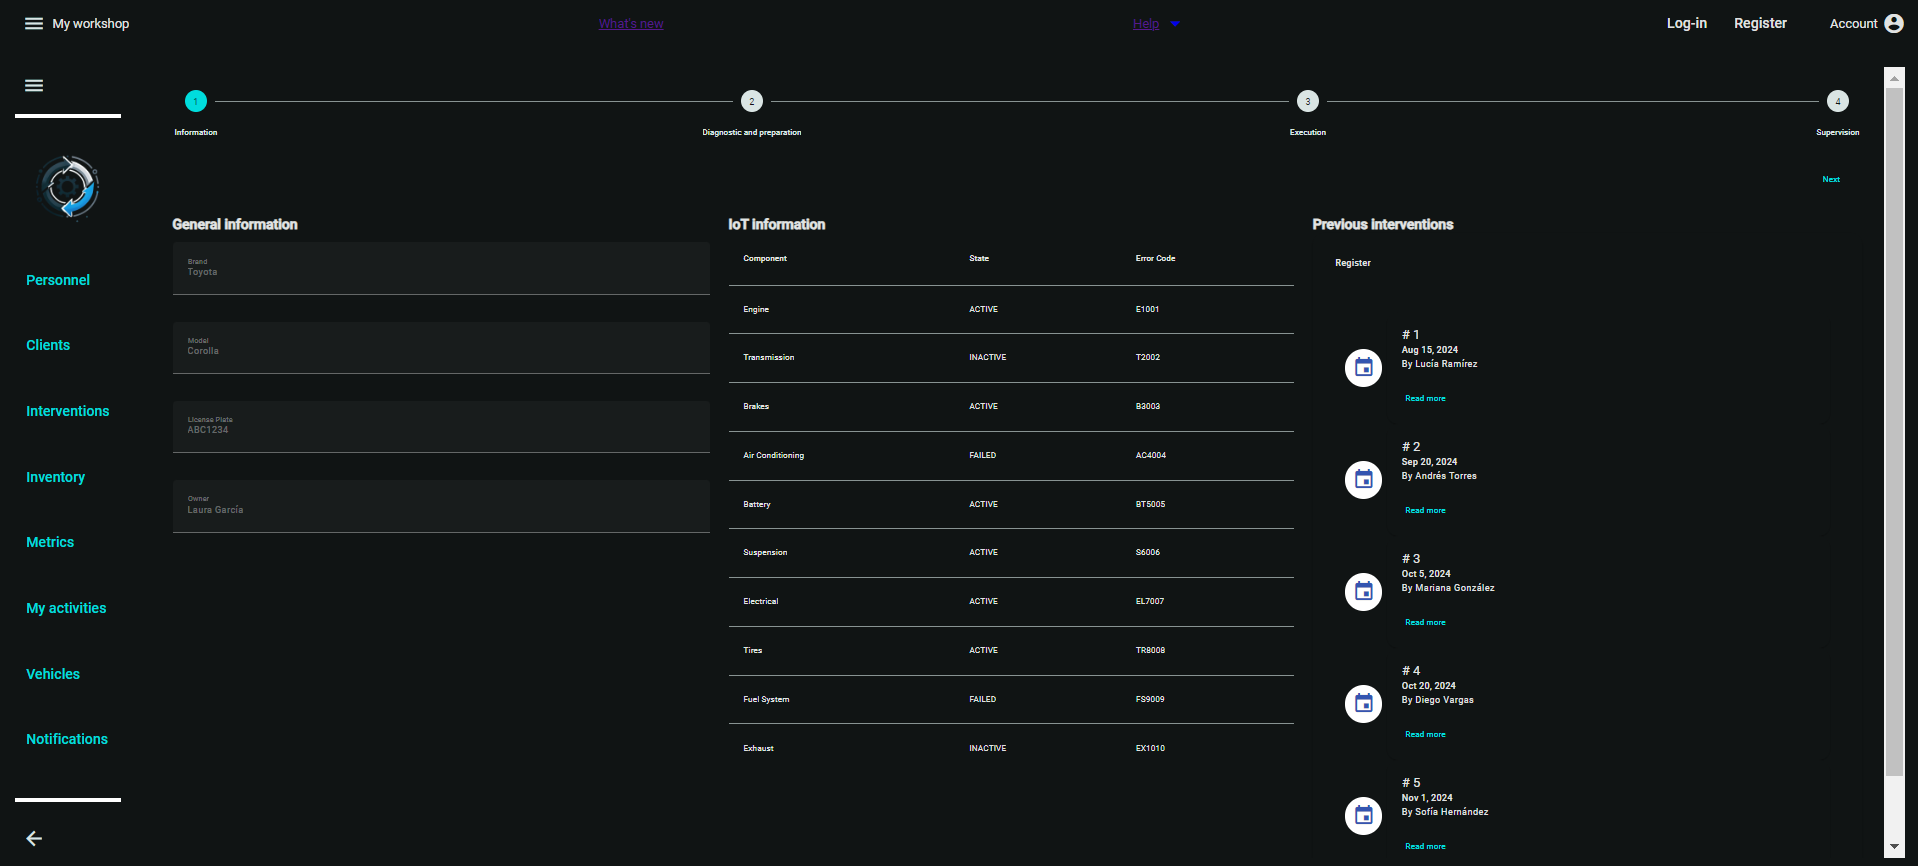 My workshop
What's new
Help
Log-in
Register
Account
1
2
3
4
Information
Diagnostic and preparation
Execution
Supervision
Next
Personnel
Clients
Interventions
Inventory
Metrics
My activities
Vehicles
Notifications
General information
Brand
Toyota
Model
Corolla
License Plate
ABC1234
Owner
Laura García
IoT information
Component State Error Code
Engine ACTIVE E1001
Transmission INACTIVE T2002
Brakes ACTIVE B3003
Air Conditioning FAILED AC4004
Battery ACTIVE BT5005
Suspension ACTIVE S6006
Electrical ACTIVE EL7007
Tires ACTIVE TR8008
Fuel System FAILED FS9009
Exhaust INACTIVE EX1010
Previous interventions
Register
# 1
Aug 15, 2024
By Lucía Ramírez
Read more
# 2
Sep 20, 2024
By Andrés Torres
Read more
# 3
Oct 5, 2024
By Mariana González
Read more
# 4
Oct 20, 2024
By Diego Vargas
Read more
# 5
Nov 1, 2024
By Sofía Hernández
Read more